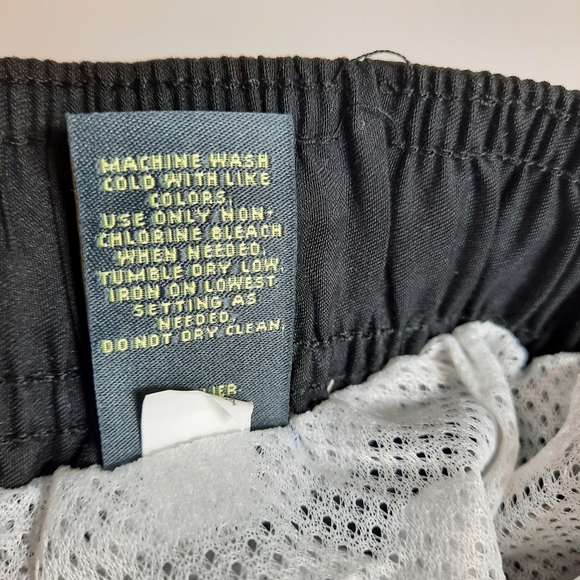 MACHINE WASH
COLD WITH LIKE
COLORS.
USE ONLY NON-
CHLORINE BLEACH
WHEN NEEDED.
TUMBLE DRY LOW.
IRON ON LOWEST
SETTING AS
NEEDED.
DO NOT DRY CLEAN.